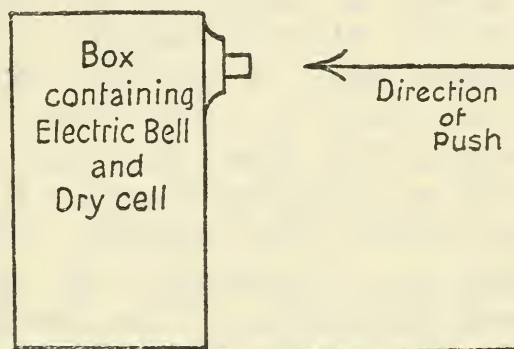 Box
containing
Electric Bell
and
Dry cell
Direction
of
Push